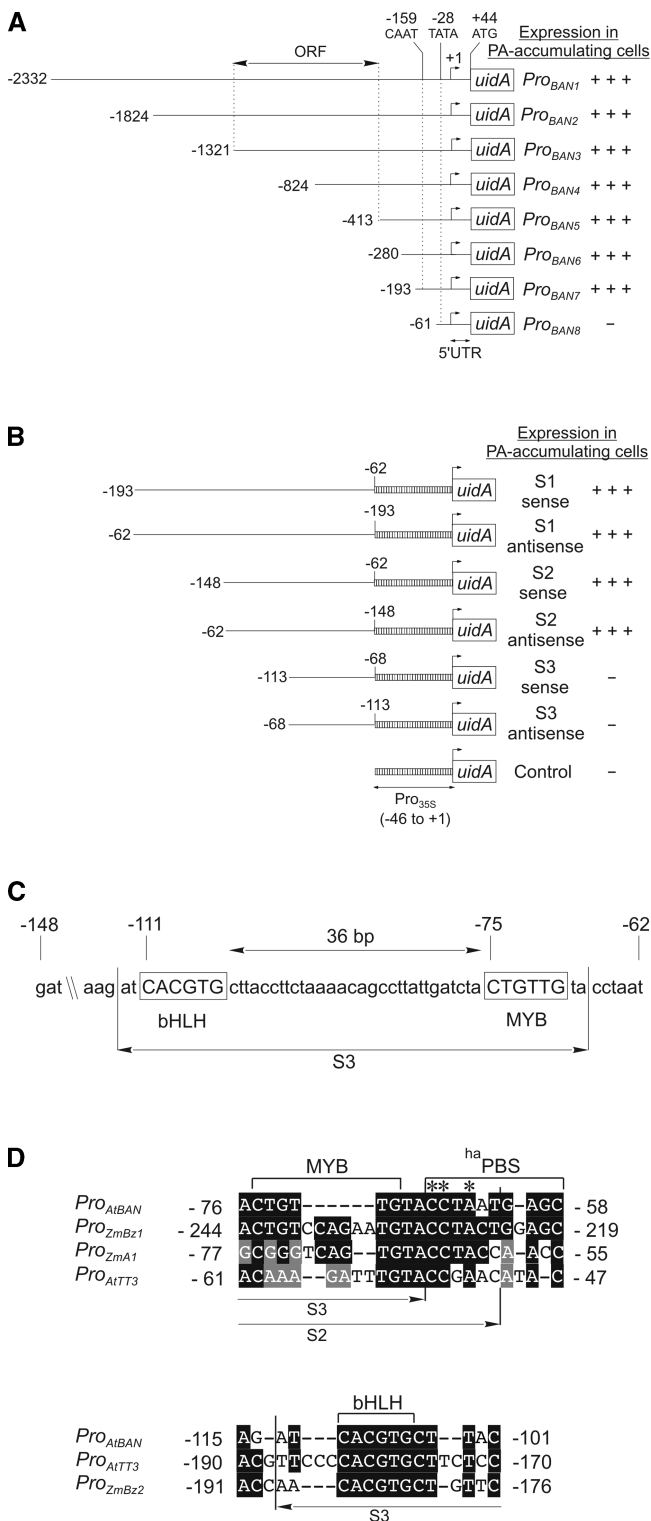 A
-159 -28 +44 Expression in
CAAT TATA ATG PA-accumulating cells
ORF +1
-2332 uidA ProBAN1 + + +
-1824 uidA ProBAN2 + + +
-1321 uidA ProBAN3 + + +
-824 uidA ProBAN4 + + +
-413 uidA ProBAN5 + + +
-280 uidA ProBAN6 + + +
-193 uidA ProBAN7 + + +
-61 uidA ProBAN8 –
5'UTR
B
Expression in
PA-accumulating cells
-62
-193 uidA S1 sense + + +
-193
-62 uidA S1 antisense + + +
-62
-148 uidA S2 sense + + +
-148
-62 uidA S2 antisense + + +
-68
-113 uidA S3 sense –
-113
-68 uidA S3 antisense –
uidA Control –
Pro35S
(-46 to +1)
C
-148 -111 36 bp -75 -62
gat \\ aag at CACGTG cttaccttctaaaacagccttattgatcta CTGTTG ta cctaat
bHLH MYB
S3
D
MYB haPBS
** *
ProAtBAN - 76 ACTGT------TGTACCTAATG-AGC - 58
ProZmBz1 - 244 ACTGTCCAGAATGTACCTACTGGAGC - 219
ProZmA1 - 77 GCGGGTCAG--TGTACCTACCA-ACC - 55
ProAtTT3 - 61 ACAAA--GATTTGTACCGAACATA-C - 47
S3
S2
bHLH
ProAtBAN -115 AG-AT---CACGTGCT--TAC -101
ProAtTT3 -190 ACGTTCCCCACGTGCTTCTCC -170
ProZmBz2 -191 ACCAA---CACGTGCT-GTTC -176
S3